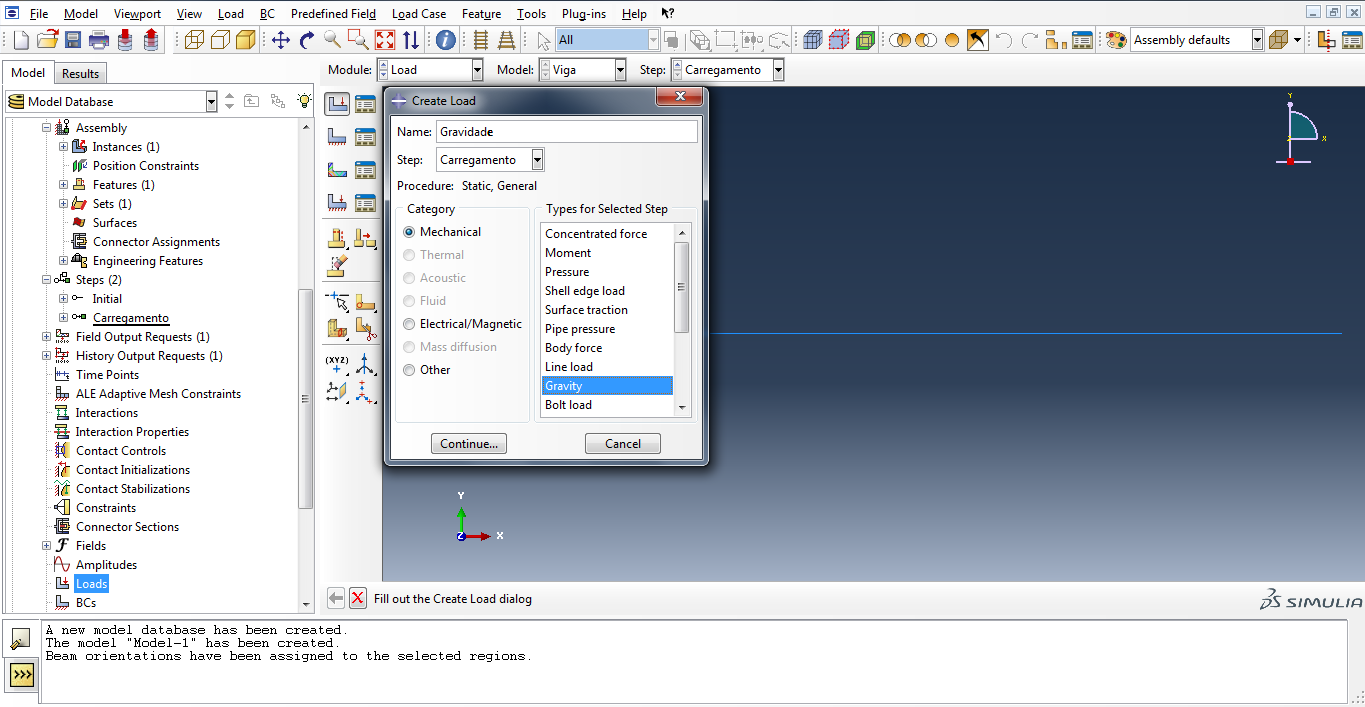 File Model Viewport View Load BC Predefined Field Load Case Feature Tools Plug-ins Help
All Assembly defaults
Model Results
Module: Load Model: Viga Step: Carregamento
Model Database
Assembly
Instances (1)
Position Constraints
Features (1)
Sets (1)
Surfaces
Connector Assignments
Engineering Features
Steps (2)
Initial
Carregamento
Field Output Requests (1)
History Output Requests (1)
Time Points
ALE Adaptive Mesh Constraints
Interactions
Interaction Properties
Contact Controls
Contact Initializations
Contact Stabilizations
Constraints
Connector Sections
Fields
Amplitudes
Loads
BCs
(XYZ)
Create Load
Name: Gravidade
Step: Carregamento
Procedure: Static, General
Category
Mechanical
Thermal
Acoustic
Fluid
Electrical/Magnetic
Mass diffusion
Other
Types for Selected Step
Concentrated force
Moment
Pressure
Shell edge load
Surface traction
Pipe pressure
Body force
Line load
Gravity
Bolt load
Continue... Cancel
Y
X
Z
Y
X
Z
Fill out the Create Load dialog
SIMULIA
A new model database has been created.
The model "Model-1" has been created.
Beam orientations have been assigned to the selected regions.
>>>